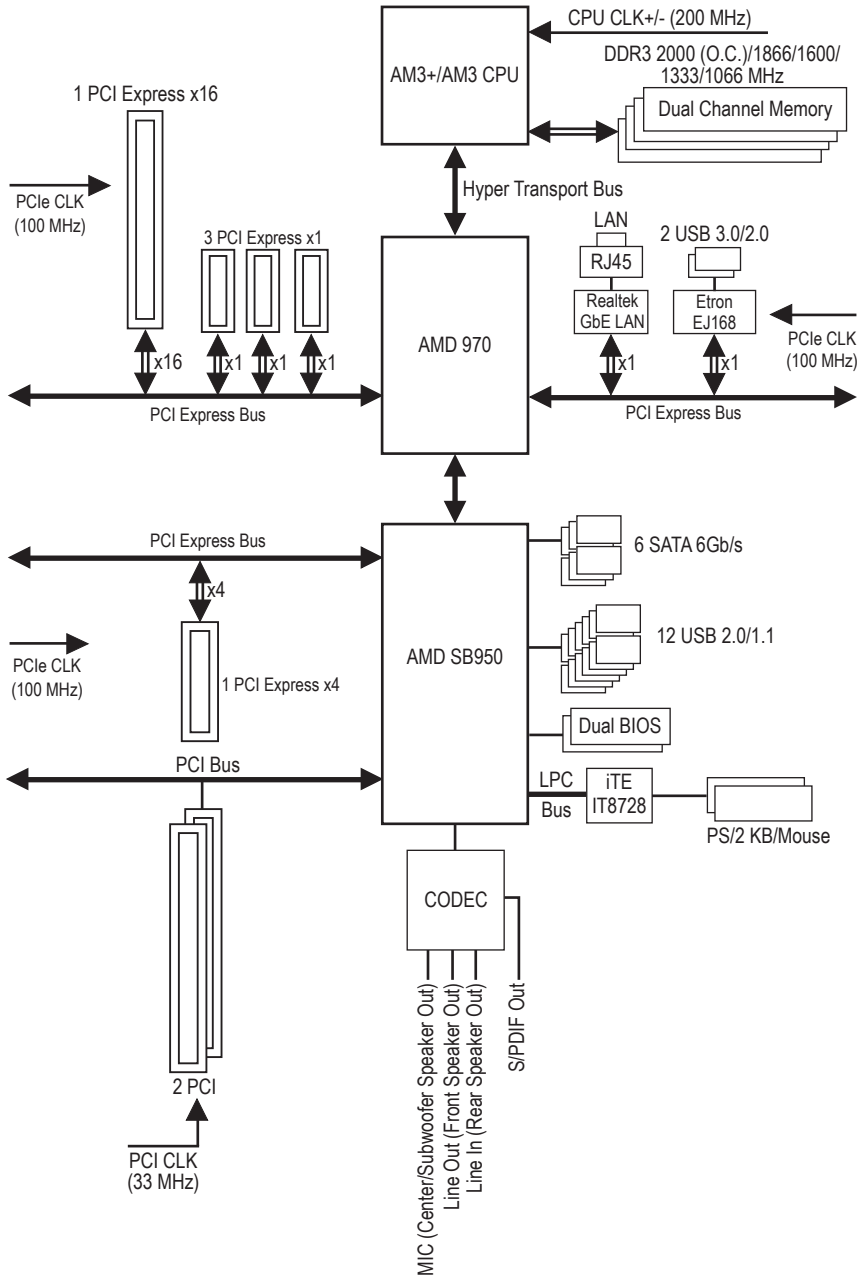 CPU CLK+/- (200 MHz)
AM3+/AM3 CPU
DDR3 2000 (O.C.)/1866/1600/
1333/1066 MHz
Dual Channel Memory
1 PCI Express x16
PCIe CLK
(100 MHz)
Hyper Transport Bus
3 PCI Express x1
LAN
RJ45
2 USB 3.0/2.0
Realtek
GbE LAN
Etron
EJ168
PCIe CLK
(100 MHz)
AMD 970
x16
x1
x1
x1
x1
x1
PCI Express Bus
PCI Express Bus
PCI Express Bus
x4
PCIe CLK
(100 MHz)
1 PCI Express x4
AMD SB950
6 SATA 6Gb/s
12 USB 2.0/1.1
Dual BIOS
PCI Bus
LPC
Bus
iTE
IT8728
PS/2 KB/Mouse
CODEC
MIC (Center/Subwoofer Speaker Out)
Line Out (Front Speaker Out)
Line In (Rear Speaker Out)
S/PDIF Out
2 PCI
PCI CLK
(33 MHz)